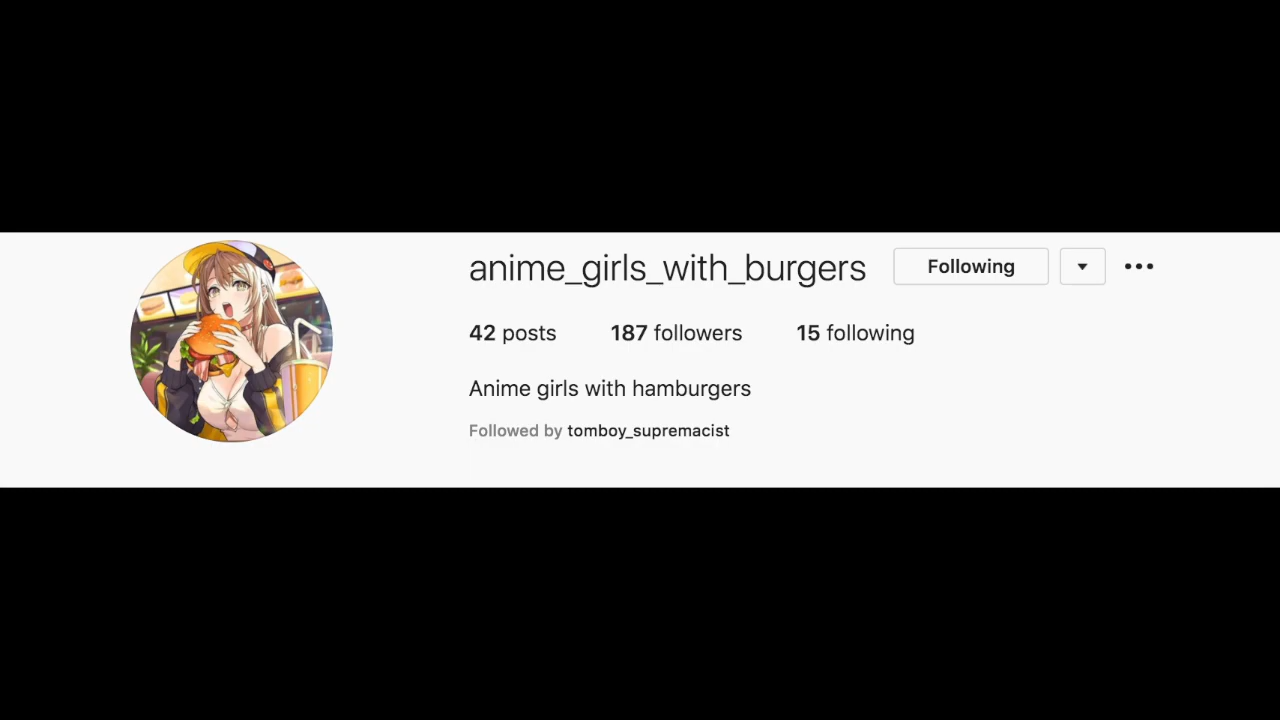 anime_girls_with_burgers Following
42 posts 187 followers 15 following
Anime girls with hamburgers
Followed by tomboy_supremacist